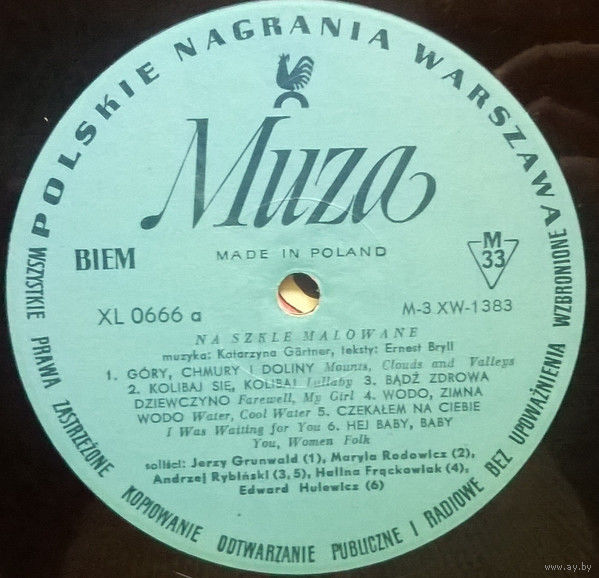 POLSKIE NAGRANIA WARSZAWA
Muza
BIEM
MADE IN POLAND
M
33
XL 0666 a
M-3 XW-1383
NA SZKLE MALOWANE
muzyka: Katarzyna Gärtner, teksty: Ernest Bryll
1. GÓRY, CHMURY I DOLINY Mounts, Clouds and Valleys
2. KOLIBAJ SIĘ, KOLIBAJ Lullaby 3. BĄDŹ ZDROWA
DZIEWCZYNO Farewell, My Girl 4. WODO, ZIMNA
WODO Water, Cool Water 5. CZEKAŁEM NA CIEBIE
I Was Waiting for You 6. HEJ BABY, BABY
You, Women Folk
soliści: Jerzy Grunwald (1), Maryla Rodowicz (2),
Andrzej Rybiński (3, 5), Halina Frąckowiak (4),
Edward Hulewicz (6)
WSZYSTKIE PRAWA ZASTRZEŻONE KOPIOWANIE ODTWARZANIE PUBLICZNE I RADIOWE BEZ UPOWAŻNIENIA WZBRONIONE
www.ay.by